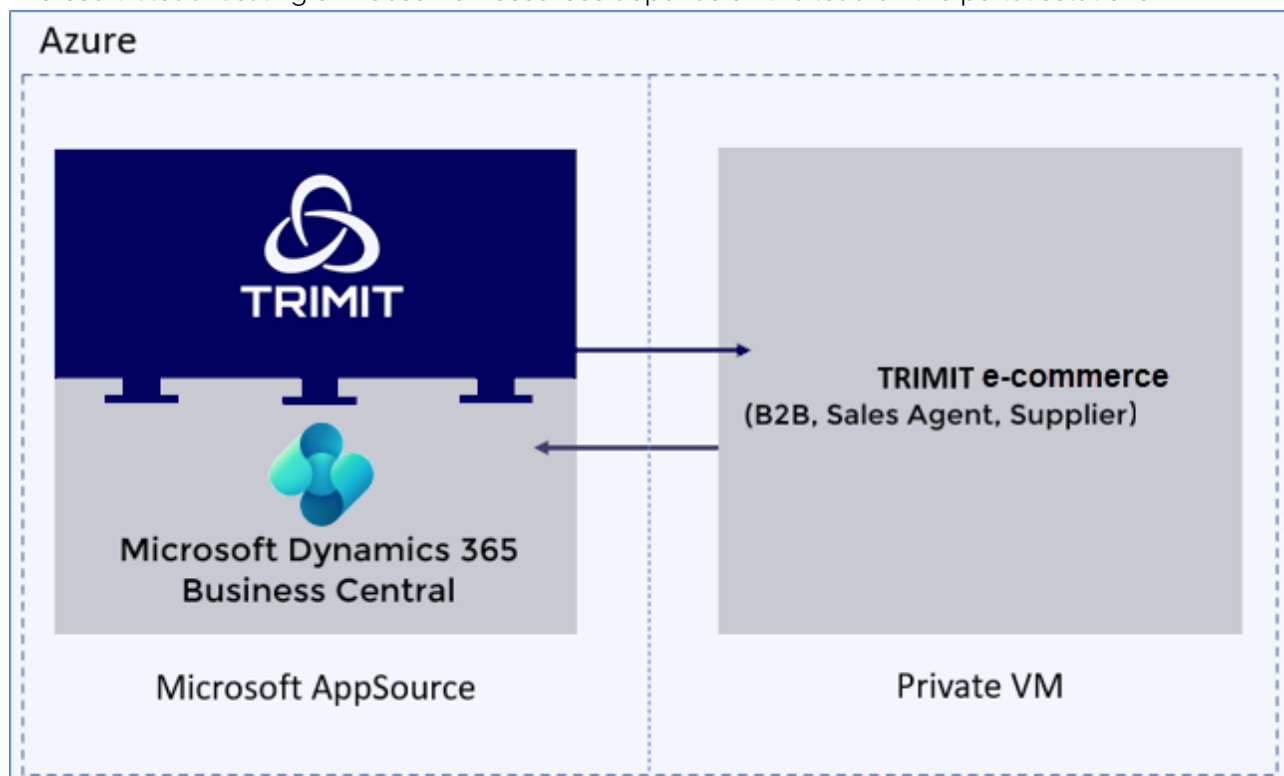 Azure
TRIMIT
Microsoft Dynamics 365
Business Central
TRIMIT e-commerce
(B2B, Sales Agent, Supplier)
Microsoft AppSource
Private VM